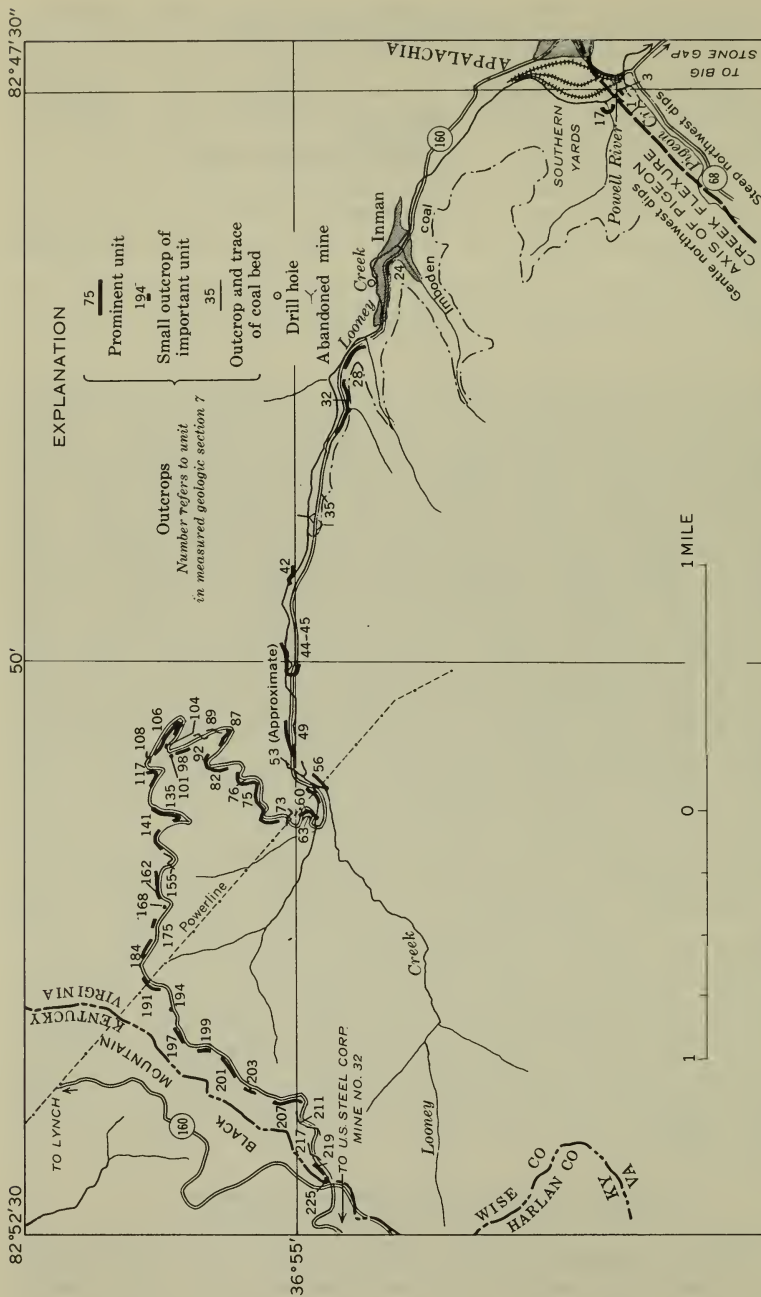 82°52'30
50'
82°47'30"
36°55'
EXPLANATION
Outcrops
Number refers to unit
in measured geologic section 7
75
Prominent unit
194
Small outcrop of
important unit
35
Outcrop and trace
of coal bed
Drill hole
Abandoned mine
TO LYNCH
160
BLACK
MOUNTAIN
KENTUCKY
VIRGINIA
Powerline
225
219
217
211
207
203
201
199
197
194
191
184
175
168
162
155
141
135
117
108
106
104
101
98
92
89
87
82
76
75
73
63
60
56
53 (Approximate)
49
44-45
42
35
32
28
24
17
3
1
TO U.S. STEEL CORP.
MINE NO. 32
Looney
Creek
WISE CO
HARLAN CO
KY
VA
Looney
Creek
Inman
Imboden
coal
160
APPALACHIA
SOUTHERN
YARDS
Powell River
Pigeon Cr
TO BIG
STONE GAP
68
Steep northwest dips
AXIS OF PIGEON
CREEK FLEXURE
Gentle northwest dips
1
0
1 MILE